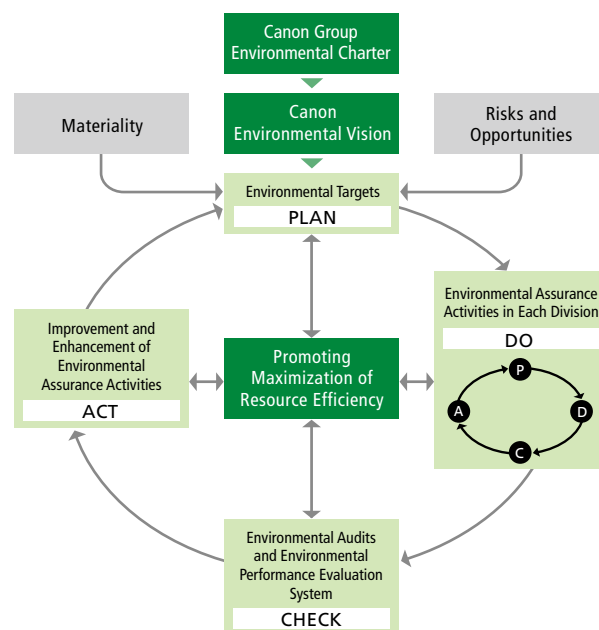 Canon Group
Environmental Charter
Materiality
Canon
Environmental Vision
Risks and
Opportunities
Environmental Targets
PLAN
Environmental Assurance
Activities in Each Division
DO
P
D
C
A
Improvement and
Enhancement of
Environmental
Assurance Activities
ACT
Promoting
Maximization of
Resource Efficiency
Environmental Audits
and Environmental
Performance Evaluation
System
CHECK